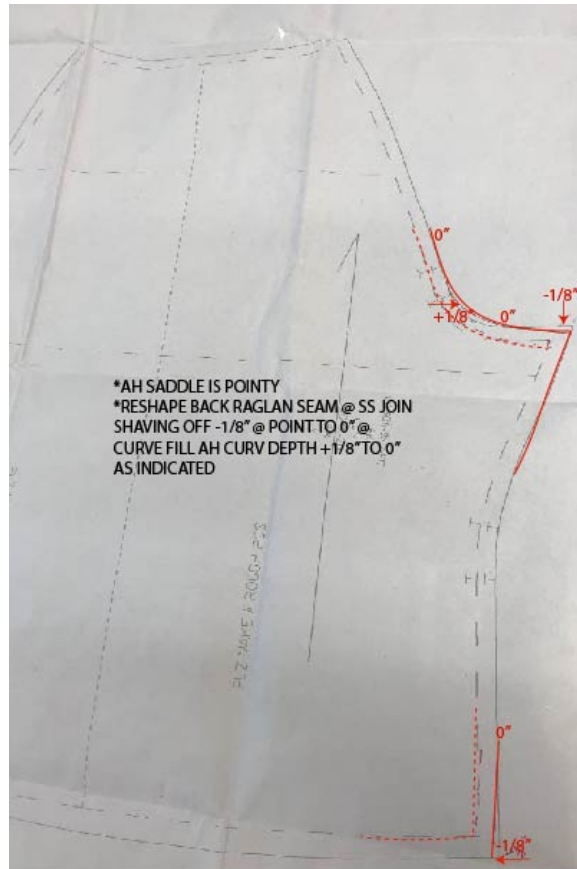 0"
-1/8"
+1/8"
0"
*AH SADDLE IS POINTY
*RESHAPE BACK RAGLAN SEAM @ SS JOIN
SHAVING OFF -1/8" @ POINT TO 0" @
CURVE FILL AH CURV DEPTH +1/8" TO 0"
AS INDICATED
0"
-1/8"